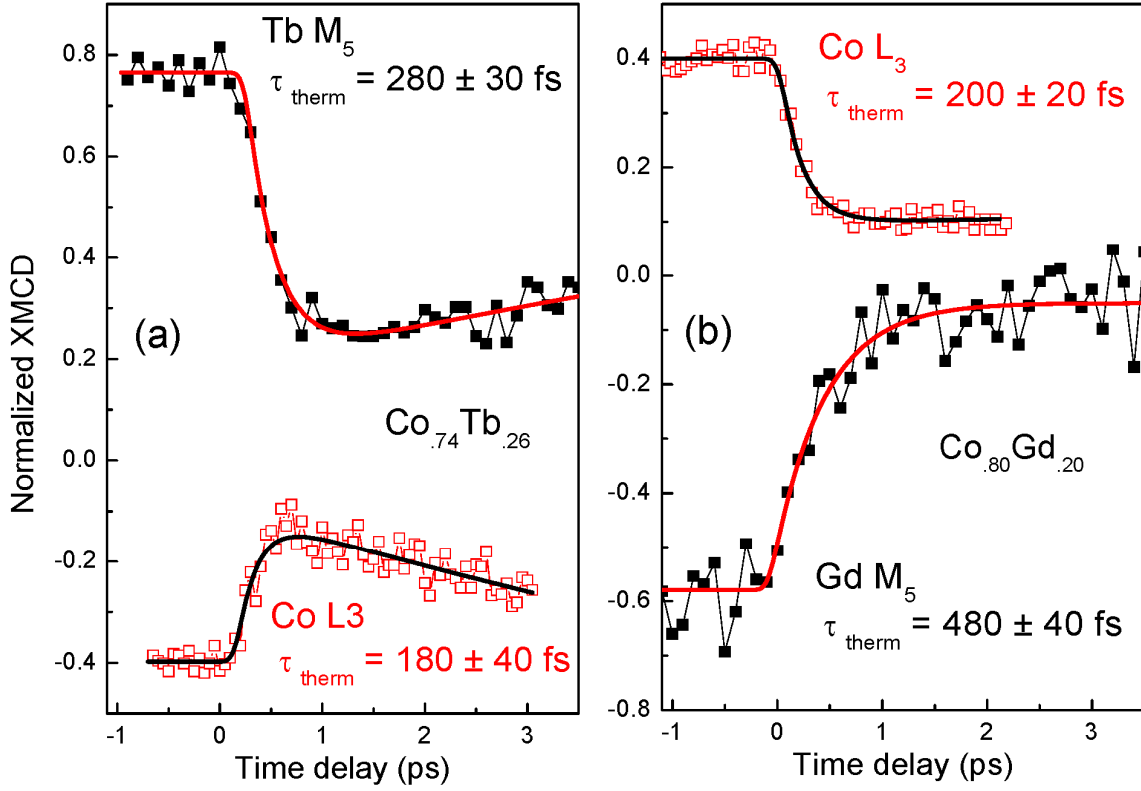 Normalized XMCD
0.8
0.6
0.4
0.2
0.0
-0.2
-0.4
Tb M5
τ therm = 280 ± 30 fs
(a)
Co.74Tb.26
Co L3
τ therm = 180 ± 40 fs
-1 0 1 2 3
Time delay (ps)
0.4
0.2
0.0
-0.2
-0.4
-0.6
-0.8
Co L3
τ therm = 200 ± 20 fs
(b)
Co.80Gd.20
Gd M5
τ therm = 480 ± 40 fs
-1 0 1 2 3
Time delay (ps)